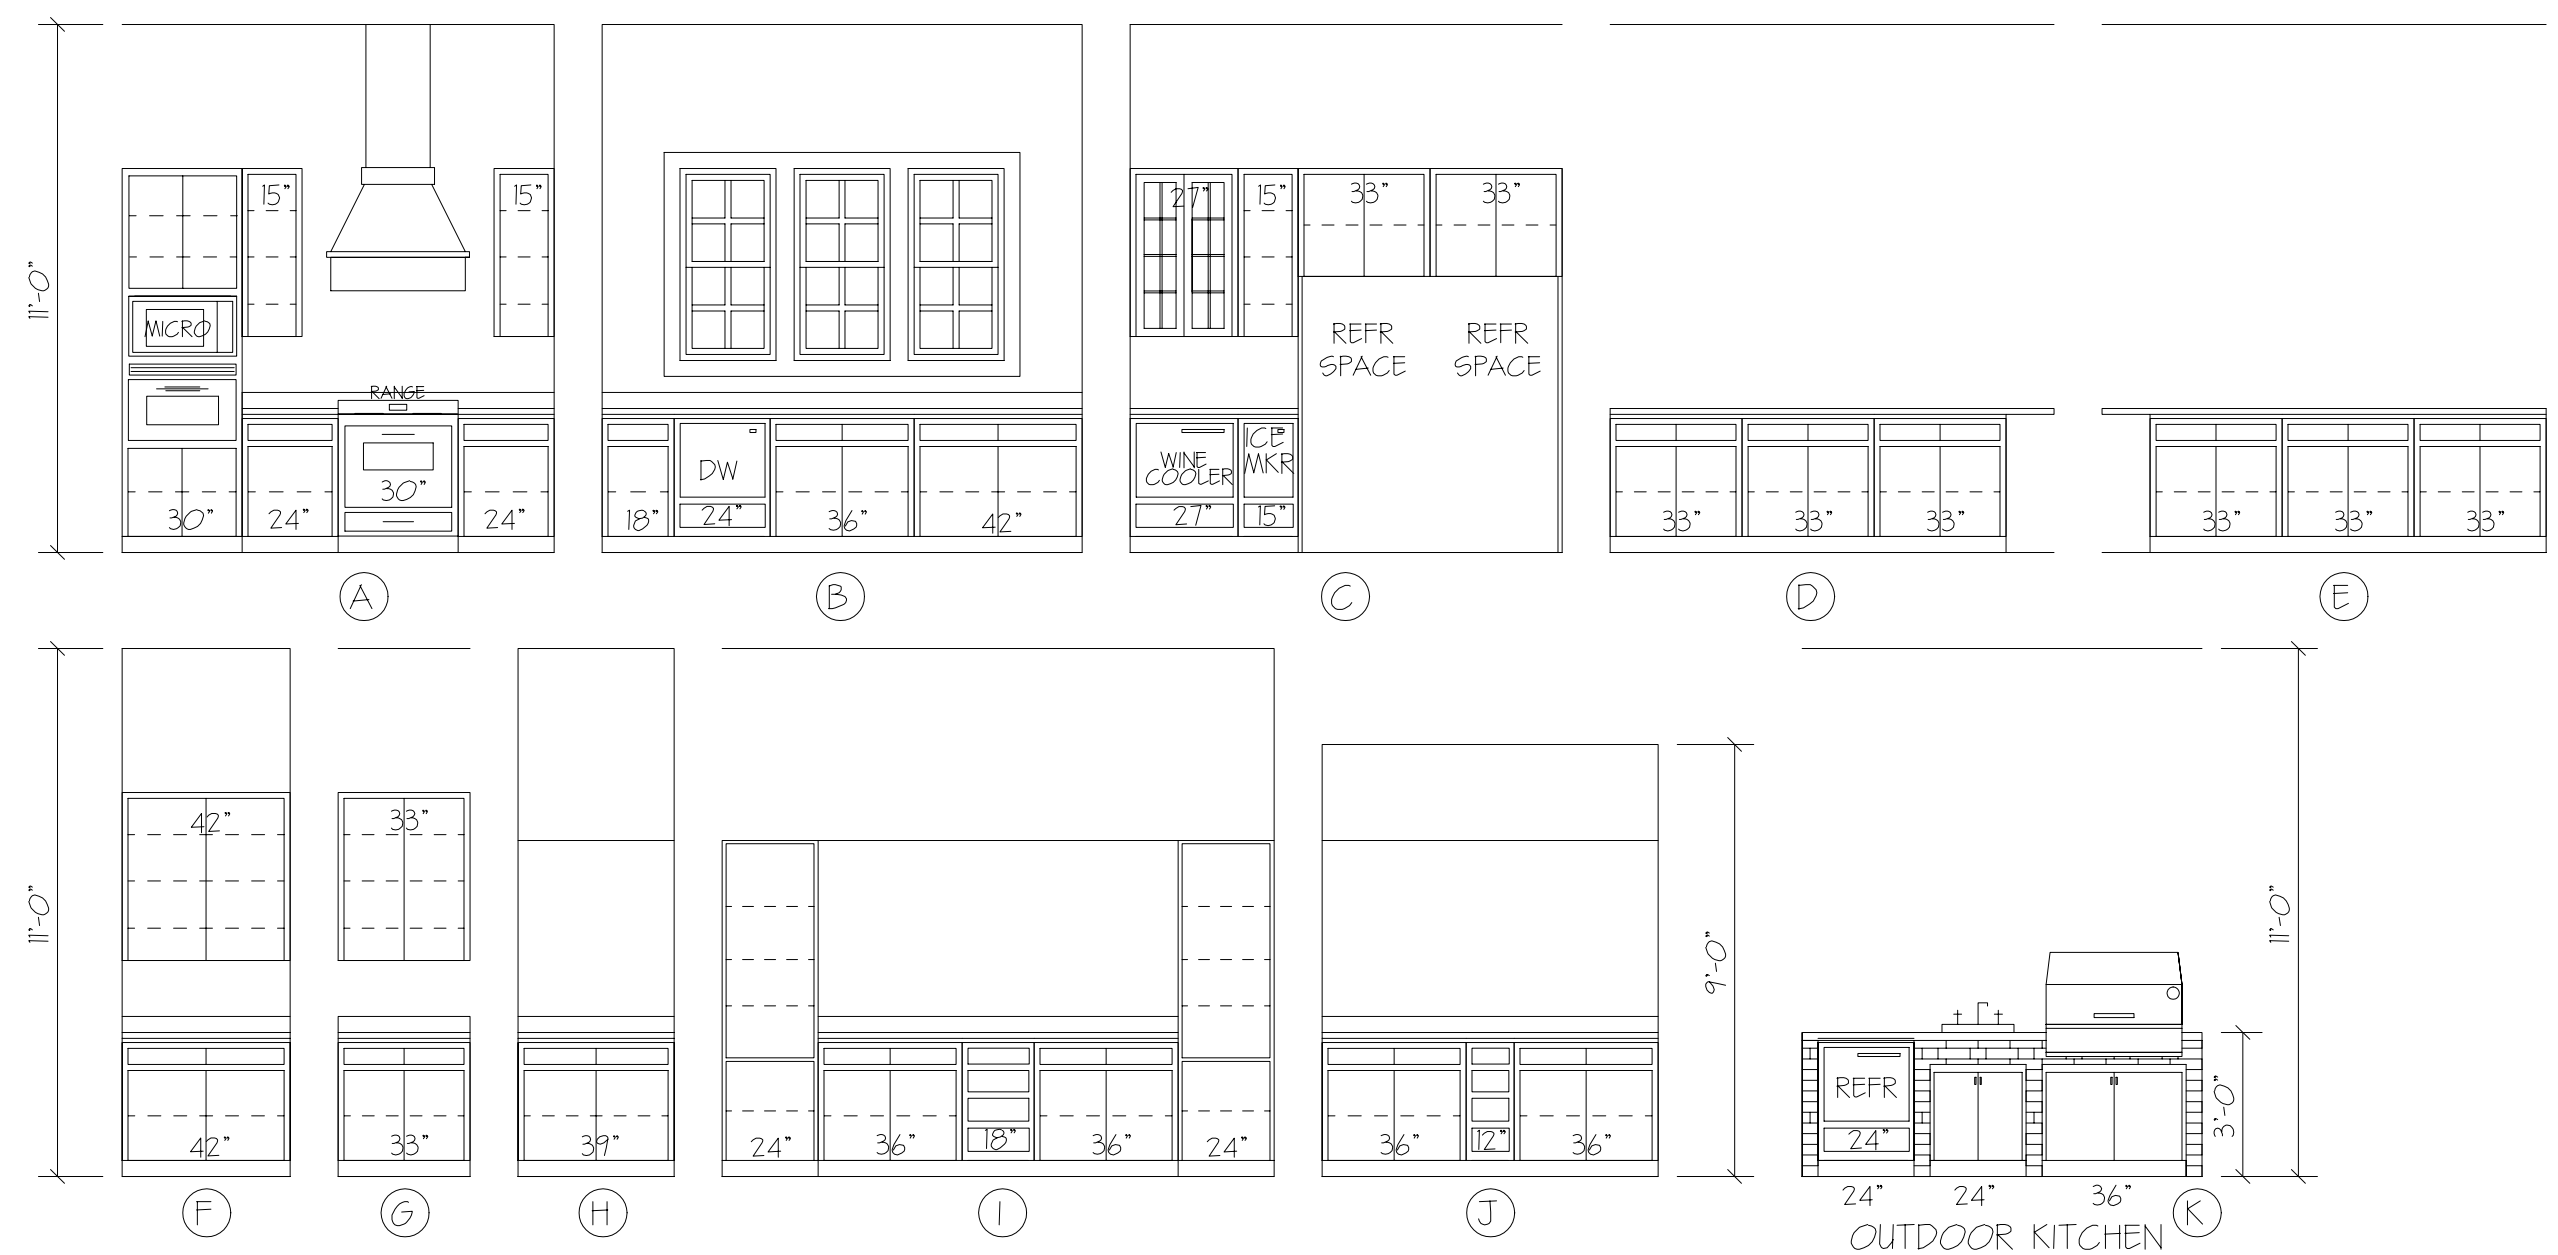 11'-0"
15"
15"
MICRO
RANGE
30"
30"
24"
24"
A
DW
18"
24"
36"
42"
B
27"
15"
33"
33"
REFR
SPACE
REFR
SPACE
WINE
COOLER
ICE
MKR
27"
15"
C
33"
33"
33"
D
33"
33"
33"
E
11'-0"
42"
42"
F
33"
33"
G
39"
H
24"
36"
18"
36"
24"
I
36"
12"
36"
J
9'-0"
REFR
24"
24"
24"
36"
K
OUTDOOR KITCHEN
3'-0"
11'-0"